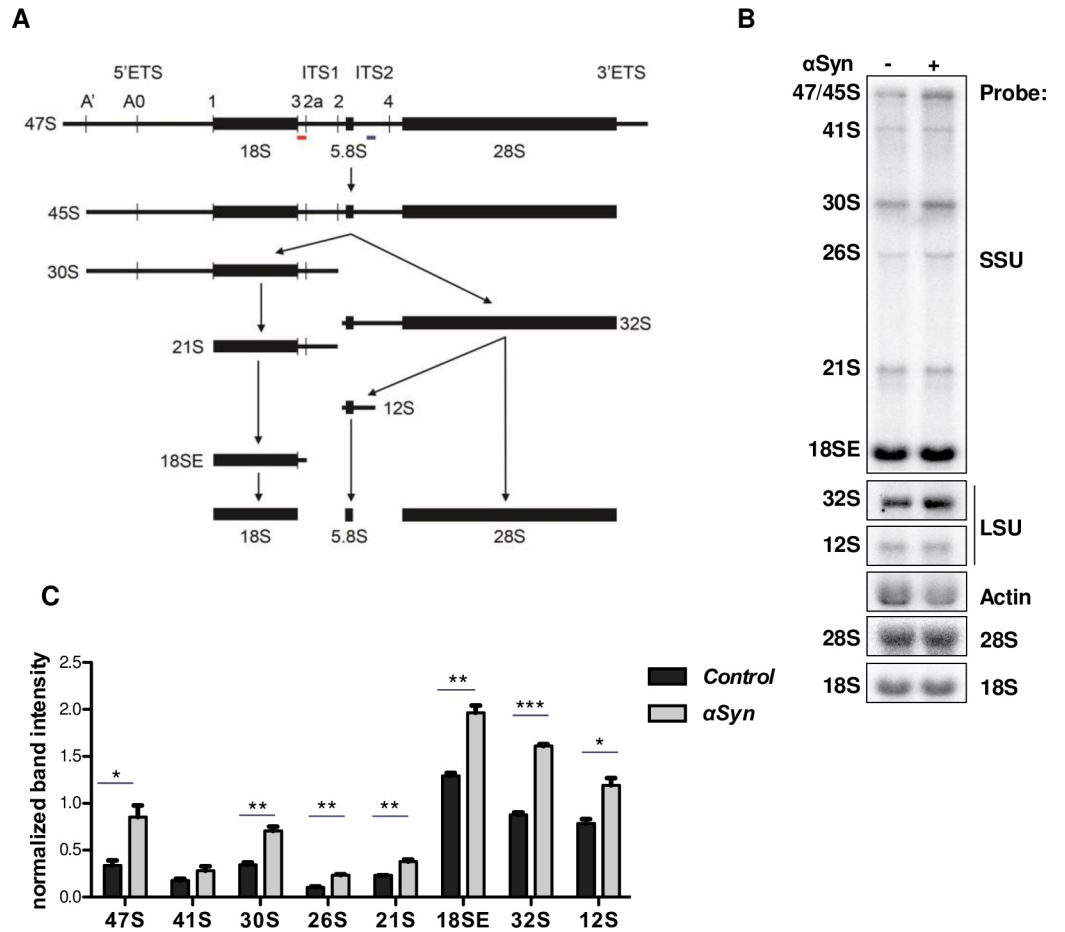 A
5'ETS ITS1 ITS2 3'ETS
A' A0 1 3 2a 2 4
47S
18S 5.8S 28S
45S
30S
32S
21S
12S
18SE
18S 5.8S 28S
B
αSyn - +
47/45S Probe:
41S
30S
26S SSU
21S
18SE
32S
LSU
12S
Actin
28S 28S
18S 18S
C
normalized band intensity
2.5
2.0
1.5
1.0
0.5
0.0
* ** ** ** ** *** *
47S 41S 30S 26S 21S 18SE 32S 12S
Control
αSyn